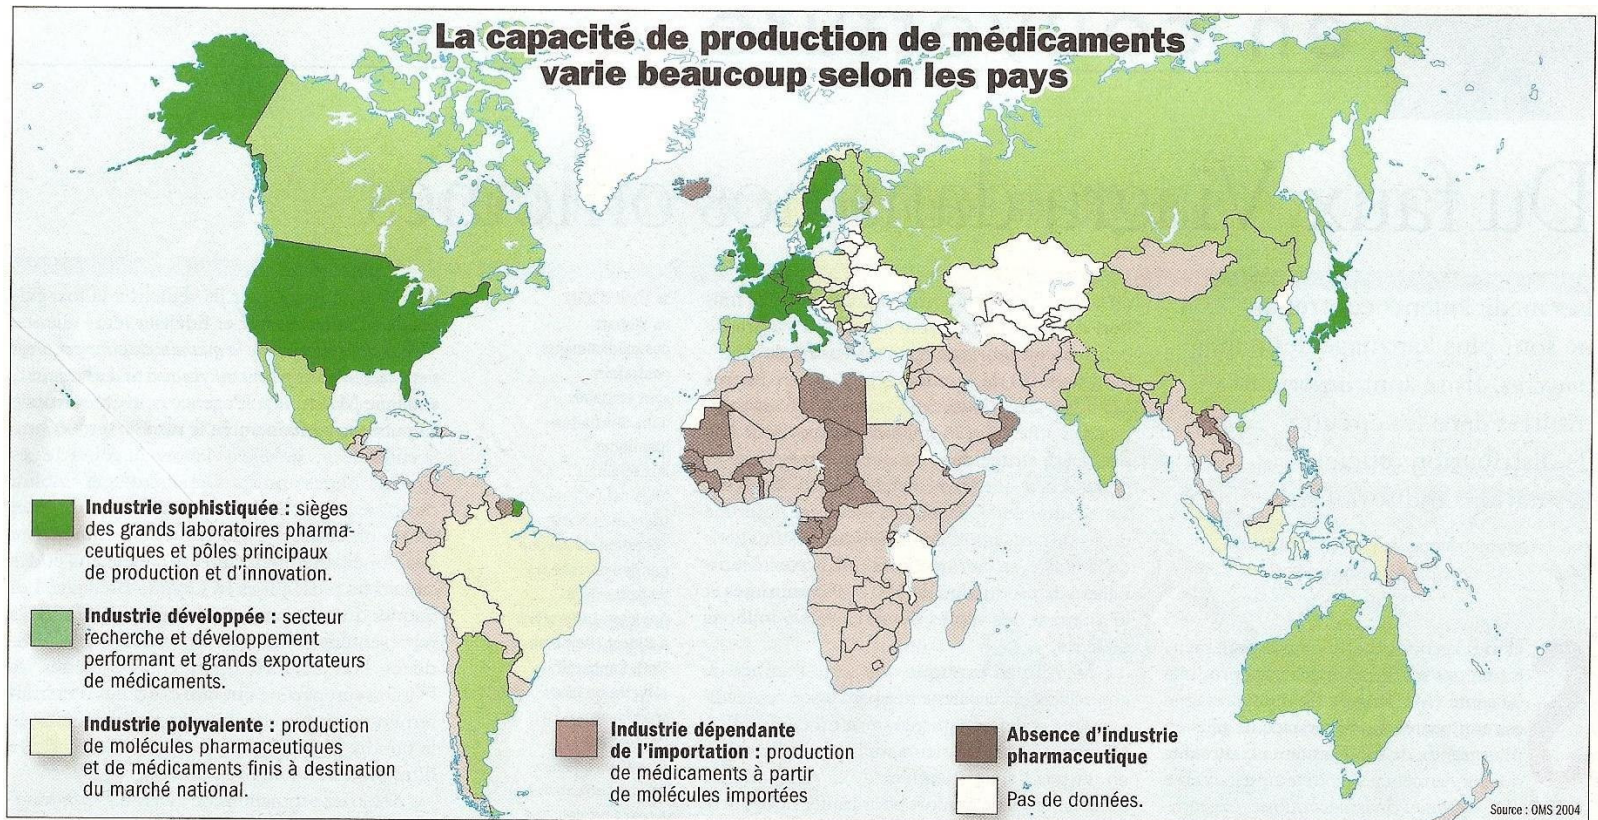 La capacité de production de médicaments
varie beaucoup selon les pays
Industrie sophistiquée : sièges
des grands laboratoires pharma-
ceutiques et pôles principaux
de production et d'innovation.
Industrie développée : secteur
recherche et développement
performant et grands exportateurs
de médicaments.
Industrie polyvalente : production
de molécules pharmaceutiques
et de médicaments finis à destination
du marché national.
Industrie dépendante
de l'importation : production
de médicaments à partir
de molécules importées
Absence d'industrie
pharmaceutique
Pas de données.
Source : OMS 2004